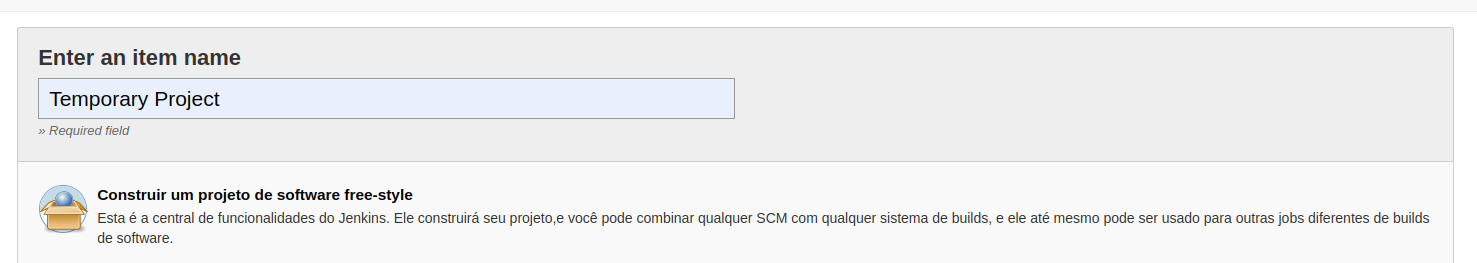 Enter an item name
Temporary Project
» Required field
Construir um projeto de software free-style
Esta é a central de funcionalidades do Jenkins. Ele construirá seu projeto,e você pode combinar qualquer SCM com qualquer sistema de builds, e ele até mesmo pode ser usado para outras jobs diferentes de builds
de software.